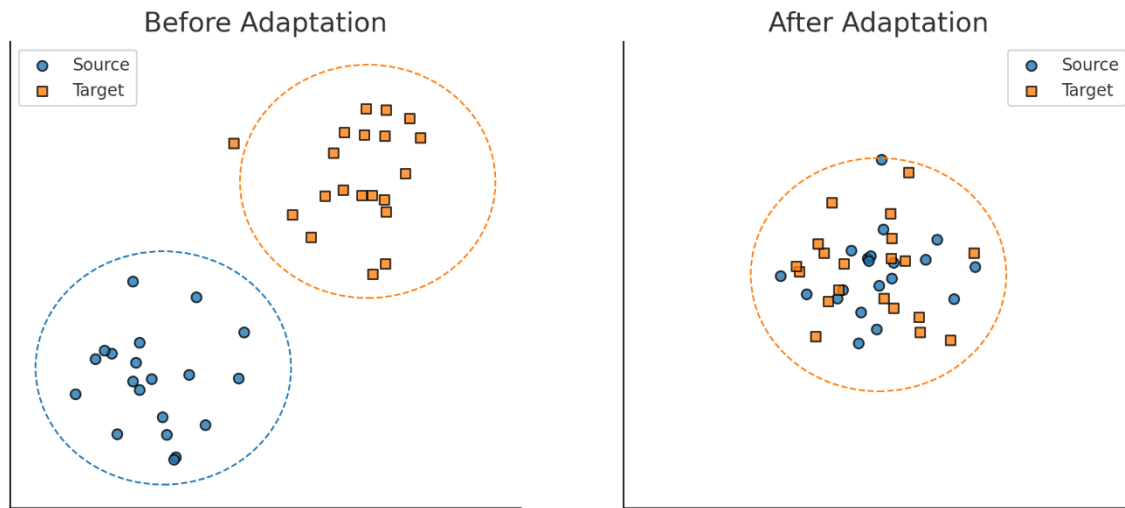 Before Adaptation
Source
Target
After Adaptation
Source
Target